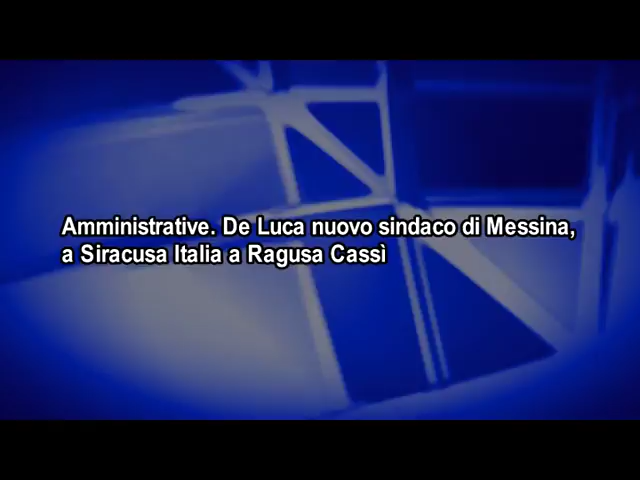 Amministrative. De Luca nuovo sindaco di Messina,
a Siracusa Italia a Ragusa Cassì